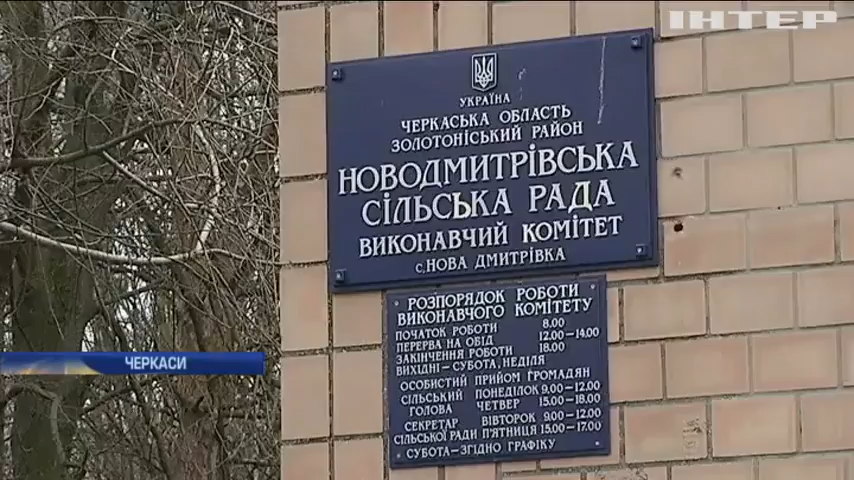 ІНТЕР
УКРАЇНА
ЧЕРКАСЬКА ОБЛАСТЬ
ЗОЛОТОНІСЬКИЙ РАЙОН
НОВОДМИТРІВСЬКА
СІЛЬСЬКА РАДА
ВИКОНАВЧИЙ КОМІТЕТ
с. НОВА ДМИТРІВКА
РОЗПОРЯДОК РОБОТИ
ВИКОНАВЧОГО КОМІТЕТУ
ПОЧАТОК РОБОТИ 8.00
ПЕРЕРВА НА ОБІД 12.00–14.00
ЗАКІНЧЕННЯ РОБОТИ 18.00
ВИХІДНІ–СУБОТА, НЕДІЛЯ
ОСОБИСТИЙ ПРИЙОМ ГРОМАДЯН
СІЛЬСЬКИЙ ПОНЕДІЛОК 9.00–12.00
ГОЛОВА ЧЕТВЕР 15.00–18.00
СЕКРЕТАР ВІВТОРОК 9.00–12.00
СІЛЬСЬКОЇ РАДИ П'ЯТНИЦЯ 15.00–17.00
СУБОТА–ЗГІДНО ГРАФІКУ
ЧЕРКАСИ